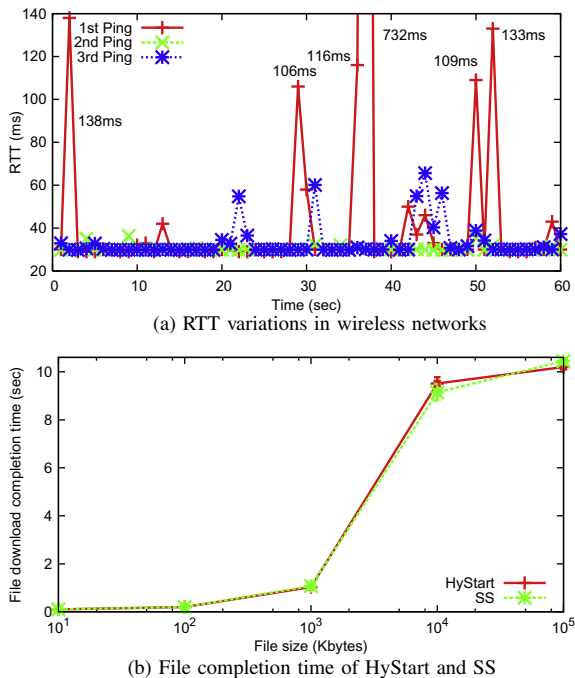 140
120
100
80
60
40
20
RTT (ms)
1st Ping
2nd Ping
3rd Ping
138ms
106ms
116ms
732ms
109ms
133ms
0 10 20 30 40 50 60
Time (sec)
(a) RTT variations in wireless networks
10
8
6
4
2
0
File download completion time (sec)
HyStart
SS
10^1 10^2 10^3 10^4 10^5
File size (Kbytes)
(b) File completion time of HyStart and SS